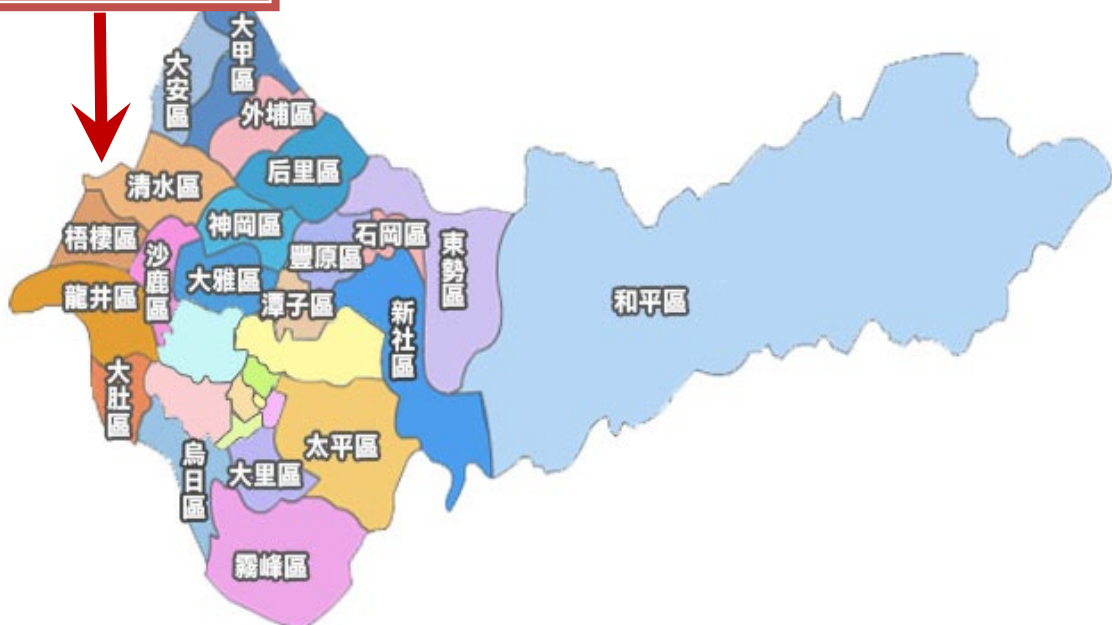 大甲區
大安區
外埔區
后里區
清水區
神岡區
石岡區
梧棲區
沙鹿區
豐原區
東勢區
大雅區
龍井區
潭子區
和平區
新社區
大肚區
太平區
烏日區
大里區
霧峰區